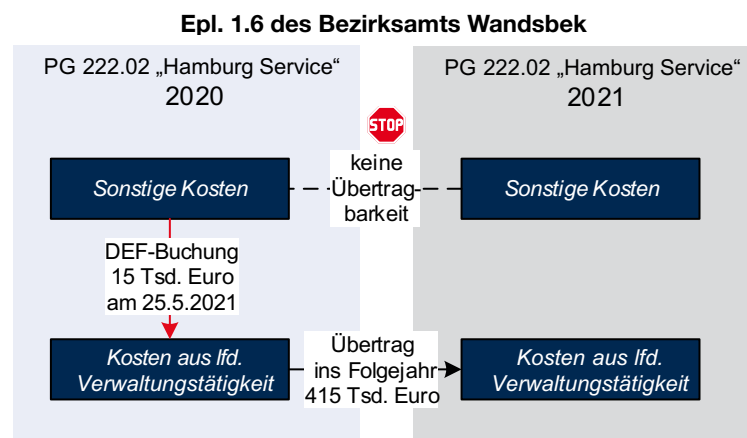 Epl. 1.6 des Bezirksamts Wandsbek
PG 222.02 „Hamburg Service“
2020
PG 222.02 „Hamburg Service“
2021
STOP
Sonstige Kosten
keine
Übertrag-
barkeit
Sonstige Kosten
DEF-Buchung
15 Tsd. Euro
am 25.5.2021
Kosten aus lfd.
Verwaltungstätigkeit
Übertrag
ins Folgejahr
415 Tsd. Euro
Kosten aus lfd.
Verwaltungstätigkeit